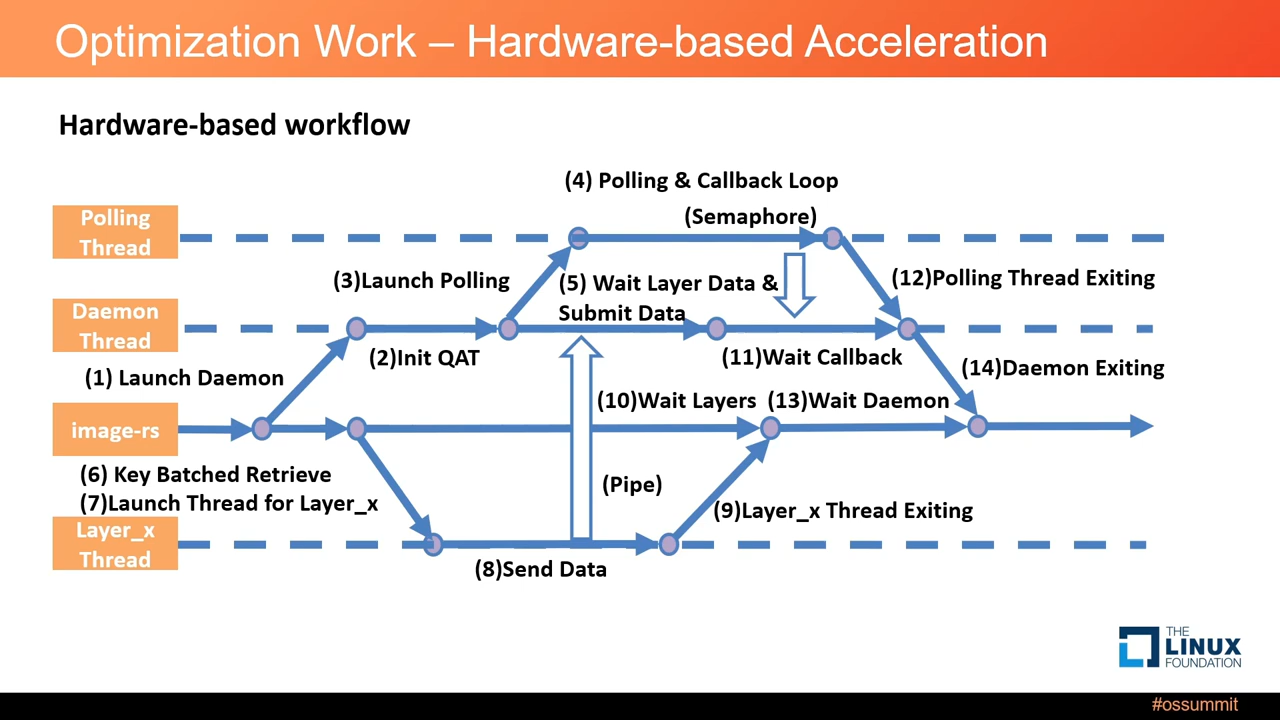 Optimization Work – Hardware-based Acceleration
Hardware-based workflow
(4) Polling & Callback Loop
(Semaphore)
Polling
Thread
(3)Launch Polling
(5) Wait Layer Data &
Submit Data
(12)Polling Thread Exiting
Daemon
Thread
(2)Init QAT
(11)Wait Callback
(14)Daemon Exiting
(1) Launch Daemon
(10)Wait Layers
(13)Wait Daemon
image-rs
(6) Key Batched Retrieve
(7)Launch Thread for Layer_x
(Pipe)
(9)Layer_x Thread Exiting
Layer_x
Thread
(8)Send Data
THE
LINUX
FOUNDATION
#ossummit